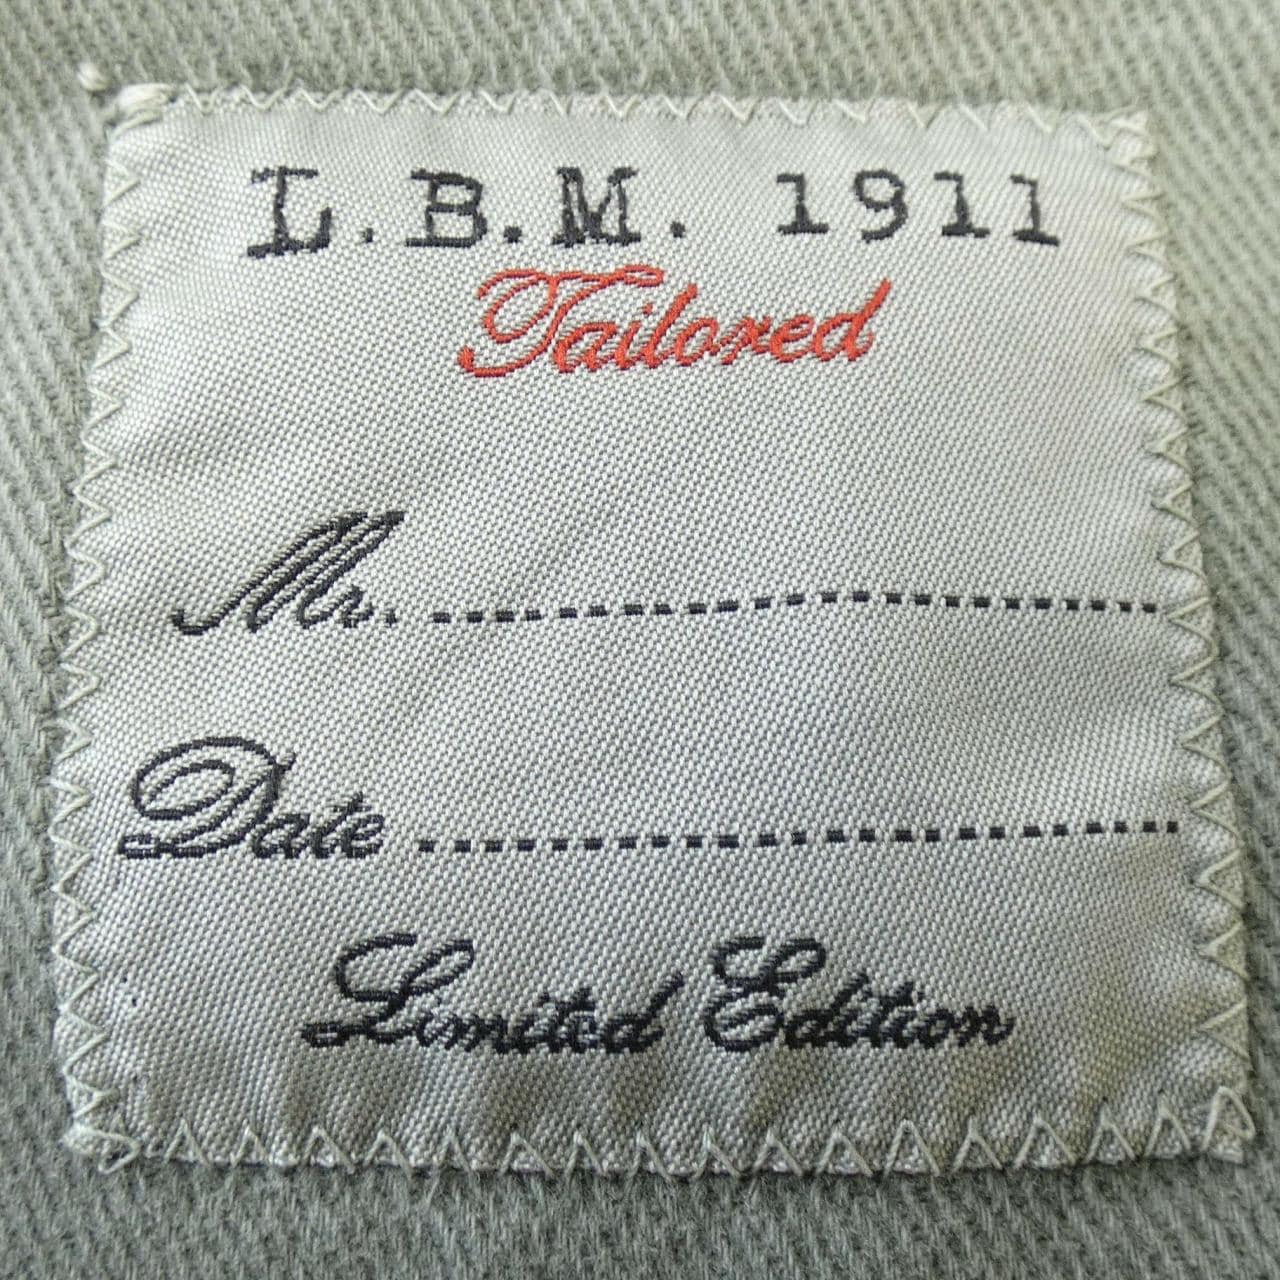 L.B.M. 1911
Tailored
Mr. ........................
Date ........................
Limited Edition